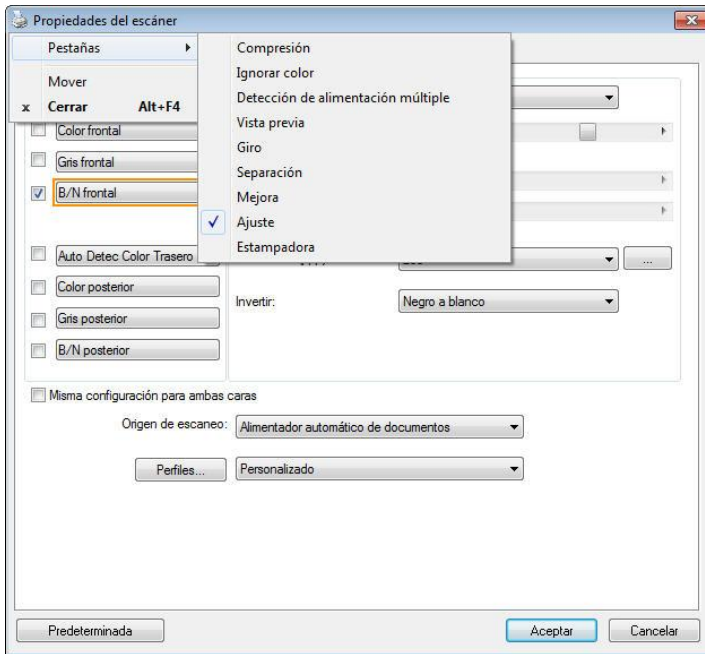 Propiedades del escáner
Pestañas
Mover
x Cerrar Alt+F4
Compresión
Ignorar color
Detección de alimentación múltiple
Vista previa
Giro
Separación
Mejora
Ajuste
Estampadora
Color frontal
Gris frontal
B/N frontal
Auto Detec Color Trasero
Color posterior
Gris posterior
B/N posterior
...
Invertir:
Negro a blanco
Misma configuración para ambas caras
Origen de escaneo:
Alimentador automático de documentos
Perfiles...
Personalizado
Predeterminada
Aceptar
Cancelar